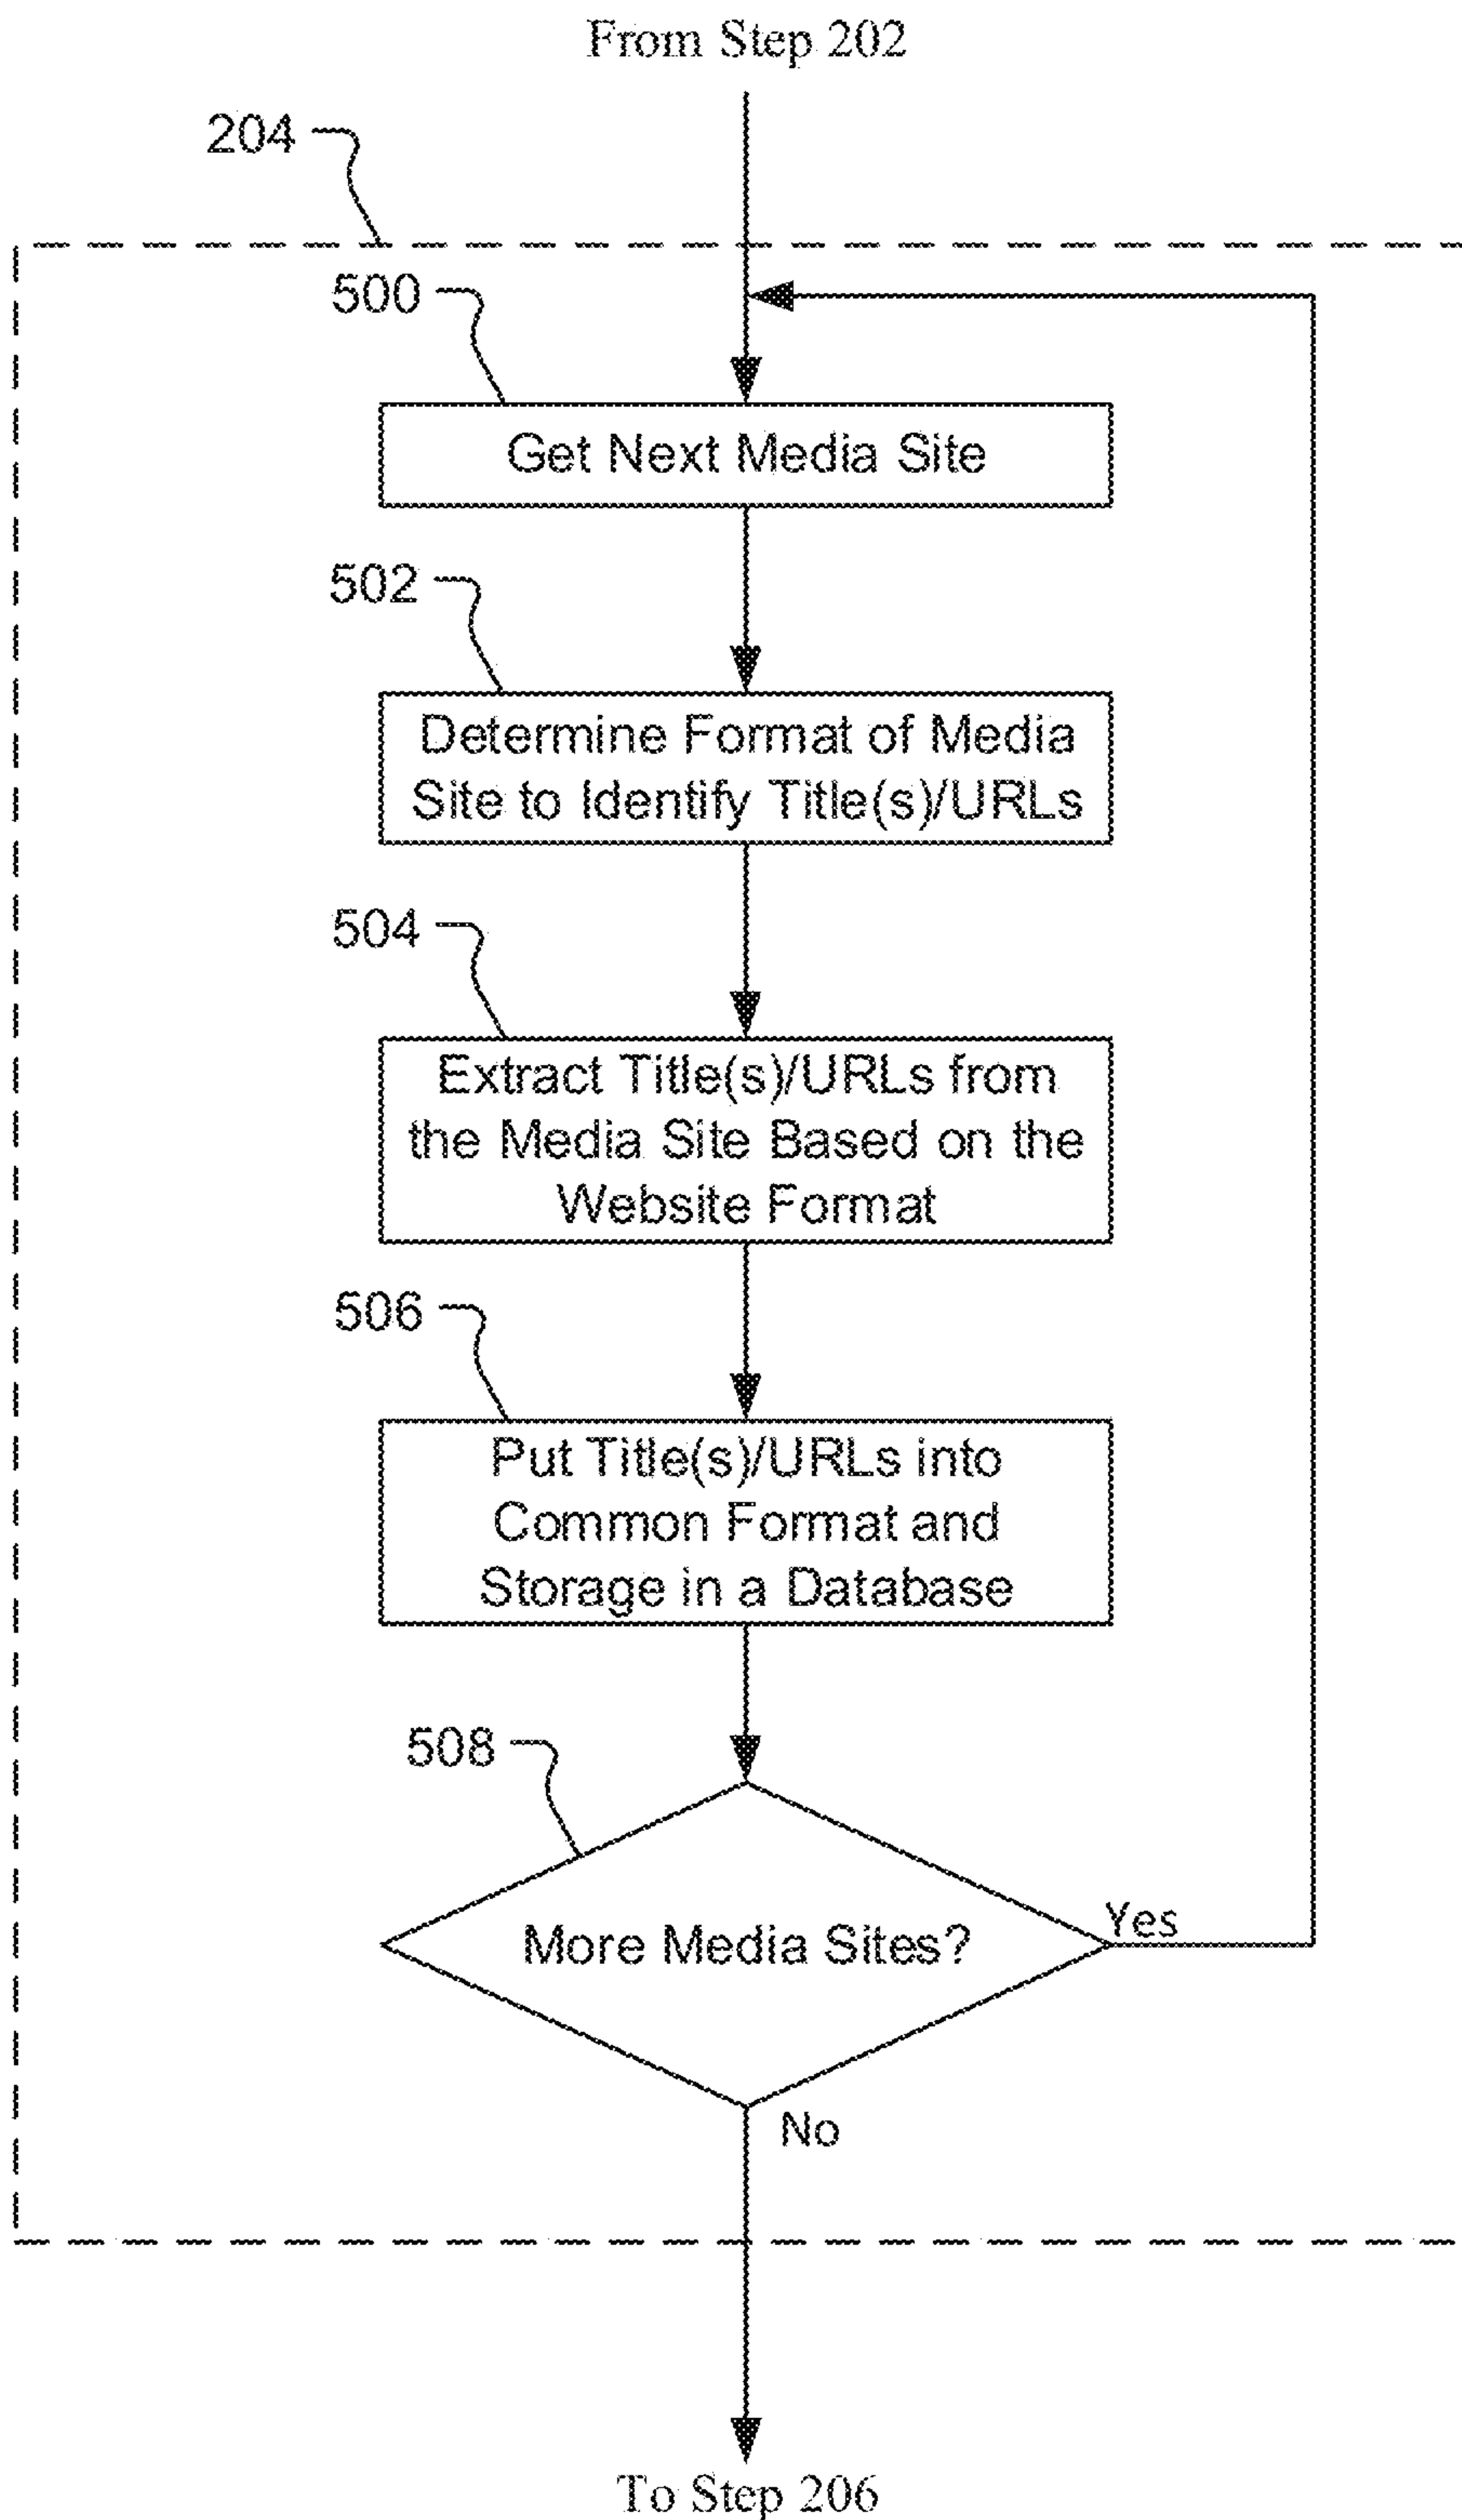 From Step 202
204
500
Get Next Media Site
502
Determine Format of Media
Site to Identify Title(s)/URLs
504
Extract Title(s)/URLs from
the Media Site Based on the
Website Format
506
Put Title(s)/URLs into
Common Format and
Storage in a Database
508
More Media Sites?
Yes
No
To Step 206